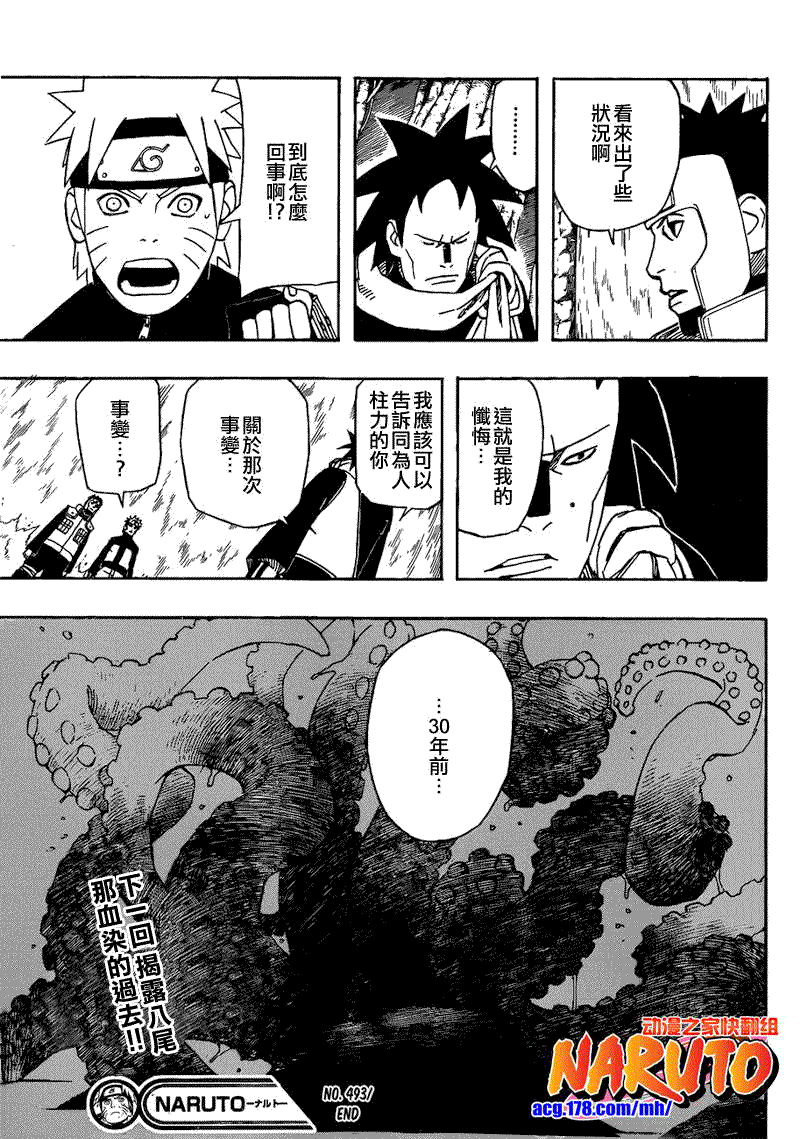 看來出了些
狀況啊
………
到底怎麼
回事啊!?
這就是我的
懺悔…
我應該可以
告訴同為人
柱力的你
關於那次
事變…
事變…?
…30年前…
下一回 揭露八尾
那血染的過去!!
动漫之家快翻组
NARUTO
acg.178.com/mh/
NARUTO—ナルト—
NO. 493/
END